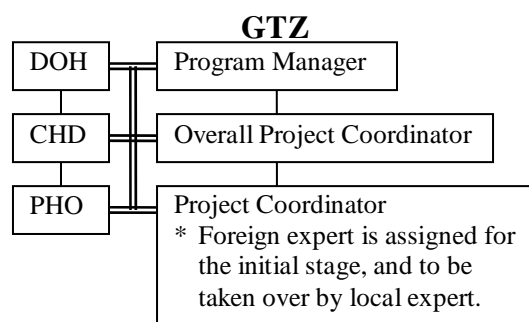 GTZ
DOH
Program Manager
CHD
Overall Project Coordinator
PHO
Project Coordinator
* Foreign expert is assigned for
the initial stage, and to be
taken over by local expert.